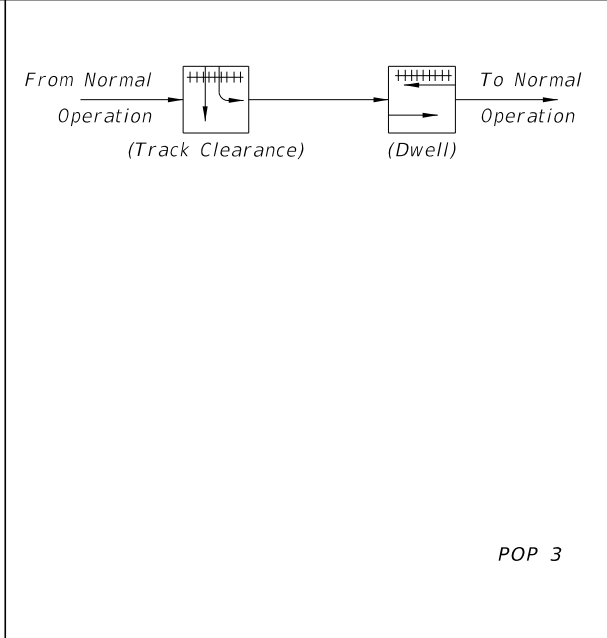 From Normal
Operation
(Track Clearance)
(Dwell)
To Normal
Operation
POP 3